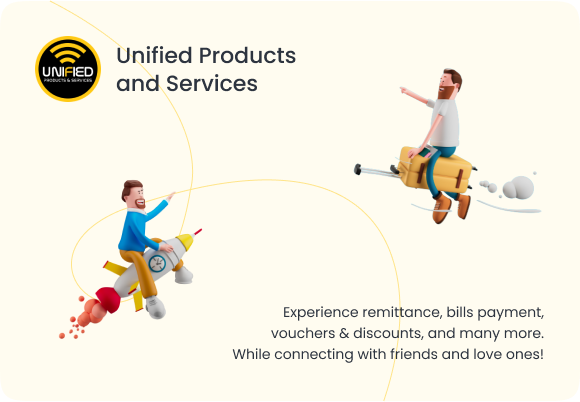 UNIFIED
PRODUCTS & SERVICES
Unified Products
and Services
Experience remittance, bills payment,
vouchers & discounts, and many more.
While connecting with friends and love ones!